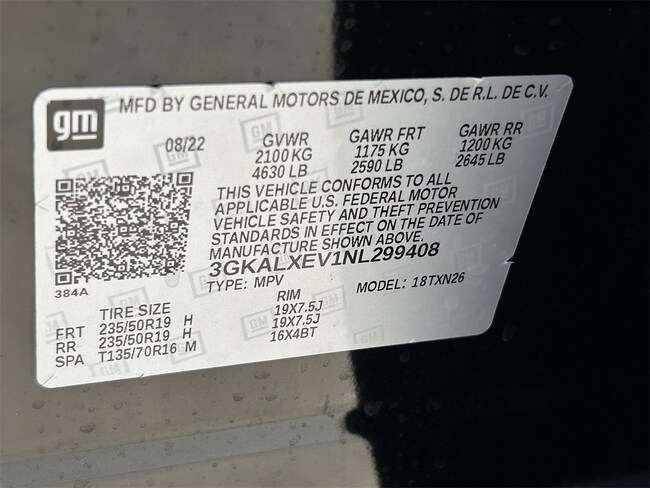 gm MFD BY GENERAL MOTORS DE MEXICO, S. DE R.L. DE C.V.
08/22 GVWR GAWR FRT GAWR RR
2100 KG 1175 KG 1200 KG
4630 LB 2590 LB 2645 LB
THIS VEHICLE CONFORMS TO ALL
APPLICABLE U.S. FEDERAL MOTOR
VEHICLE SAFETY AND THEFT PREVENTION
STANDARDS IN EFFECT ON THE DATE OF
MANUFACTURE SHOWN ABOVE.
3GKALXEV1NL299408
384A TYPE: MPV MODEL: 18TXN26
TIRE SIZE RIM
FRT 235/50R19 H 19X7.5J
RR 235/50R19 H 19X7.5J
SPA T135/70R16 M 16X4BT